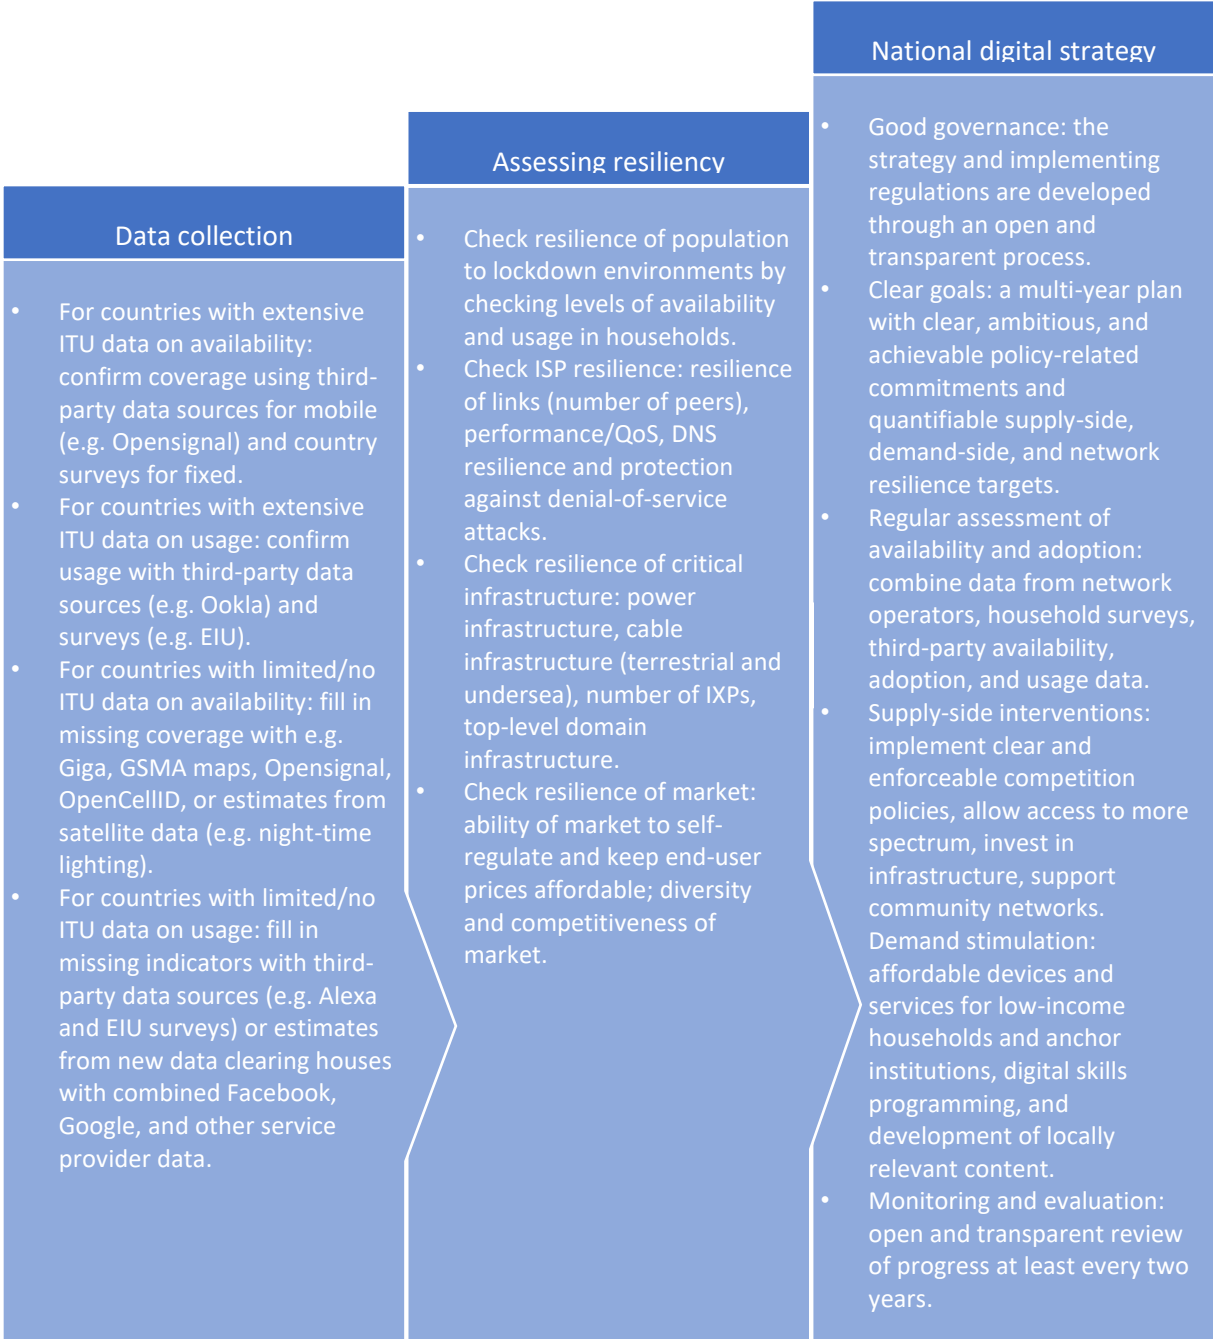 Data collection
• For countries with extensive
ITU data on availability:
confirm coverage using third-
party data sources for mobile
(e.g. Opensignal) and country
surveys for fixed.
• For countries with extensive
ITU data on usage: confirm
usage with third-party data
sources (e.g. Ookla) and
surveys (e.g. EIU).
• For countries with limited/no
ITU data on availability: fill in
missing coverage with e.g.
Giga, GSMA maps, Opensignal,
OpenCellID, or estimates from
satellite data (e.g. night-time
lighting).
• For countries with limited/no
ITU data on usage: fill in
missing indicators with third-
party data sources (e.g. Alexa
and EIU surveys) or estimates
from new data clearing houses
with combined Facebook,
Google, and other service
provider data.
Assessing resiliency
• Check resilience of population
to lockdown environments by
checking levels of availability
and usage in households.
• Check ISP resilience: resilience
of links (number of peers),
performance/QoS, DNS
resilience and protection
against denial-of-service
attacks.
• Check resilience of critical
infrastructure: power
infrastructure, cable
infrastructure (terrestrial and
undersea), number of IXPs,
top-level domain
infrastructure.
• Check resilience of market:
ability of market to self-
regulate and keep end-user
prices affordable; diversity
and competitiveness of
market.
National digital strategy
• Good governance: the
strategy and implementing
regulations are developed
through an open and
transparent process.
• Clear goals: a multi-year plan
with clear, ambitious, and
achievable policy-related
commitments and
quantifiable supply-side,
demand-side, and network
resilience targets.
• Regular assessment of
availability and adoption:
combine data from network
operators, household surveys,
third-party availability,
adoption, and usage data.
• Supply-side interventions:
implement clear and
enforceable competition
policies, allow access to more
spectrum, invest in
infrastructure, support
community networks.
Demand stimulation:
affordable devices and
services for low-income
households and anchor
institutions, digital skills
programming, and
development of locally
relevant content.
• Monitoring and evaluation:
open and transparent review
of progress at least every two
years.